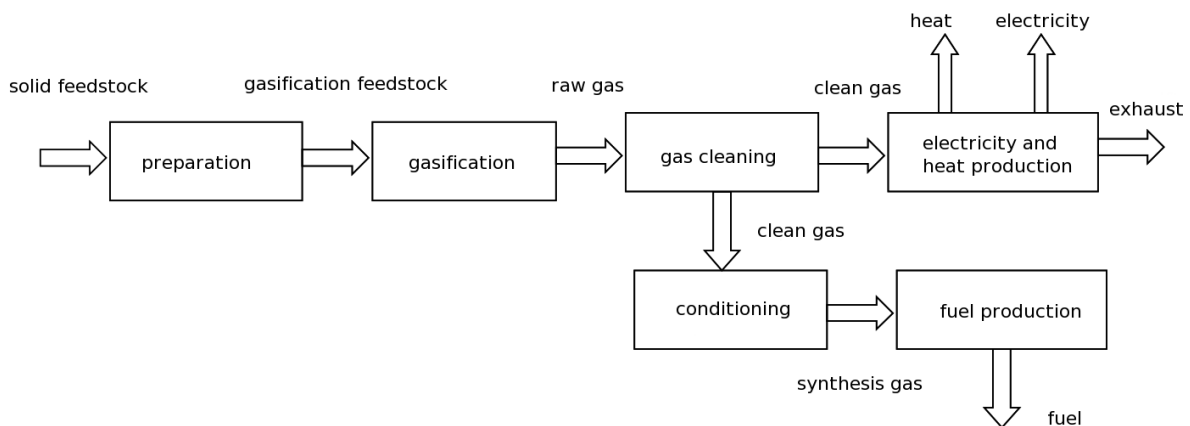 heat
electricity
solid feedstock
gasification feedstock
raw gas
clean gas
exhaust
preparation
gasification
gas cleaning
electricity and
heat production
clean gas
conditioning
fuel production
synthesis gas
fuel